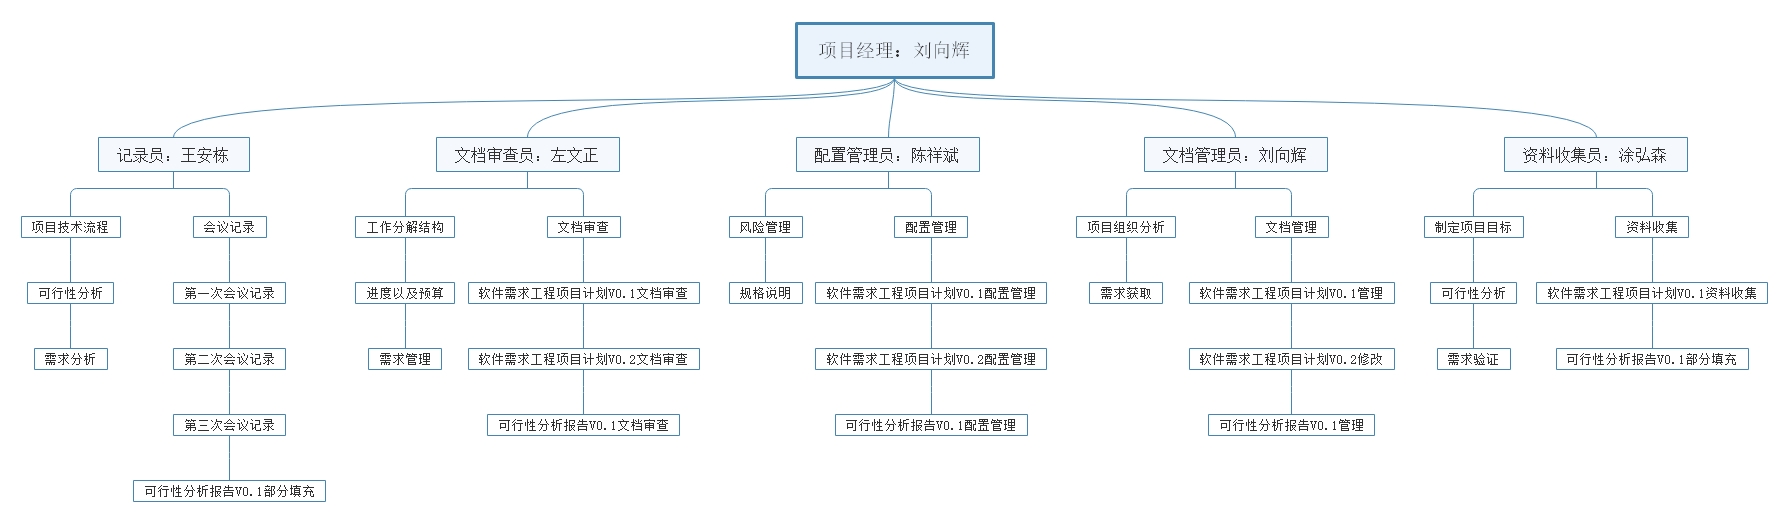 项目经理：刘向辉
记录员：王安栋
文档审查员：左文正
配置管理员：陈祥斌
文档管理员：刘向辉
资料收集员：涂弘森
项目技术流程
会议记录
工作分解结构
文档审查
风险管理
配置管理
项目组织分析
文档管理
制定项目目标
资料收集
可行性分析
第一次会议记录
进度以及预算
软件需求工程项目计划V0.1文档审查
规格说明
软件需求工程项目计划V0.1配置管理
需求获取
软件需求工程项目计划V0.1管理
可行性分析
软件需求工程项目计划V0.1资料收集
需求分析
第二次会议记录
需求管理
软件需求工程项目计划V0.2文档审查
软件需求工程项目计划V0.2配置管理
软件需求工程项目计划V0.2修改
需求验证
可行性分析报告V0.1部分填充
第三次会议记录
可行性分析报告V0.1文档审查
可行性分析报告V0.1配置管理
可行性分析报告V0.1管理
可行性分析报告V0.1部分填充